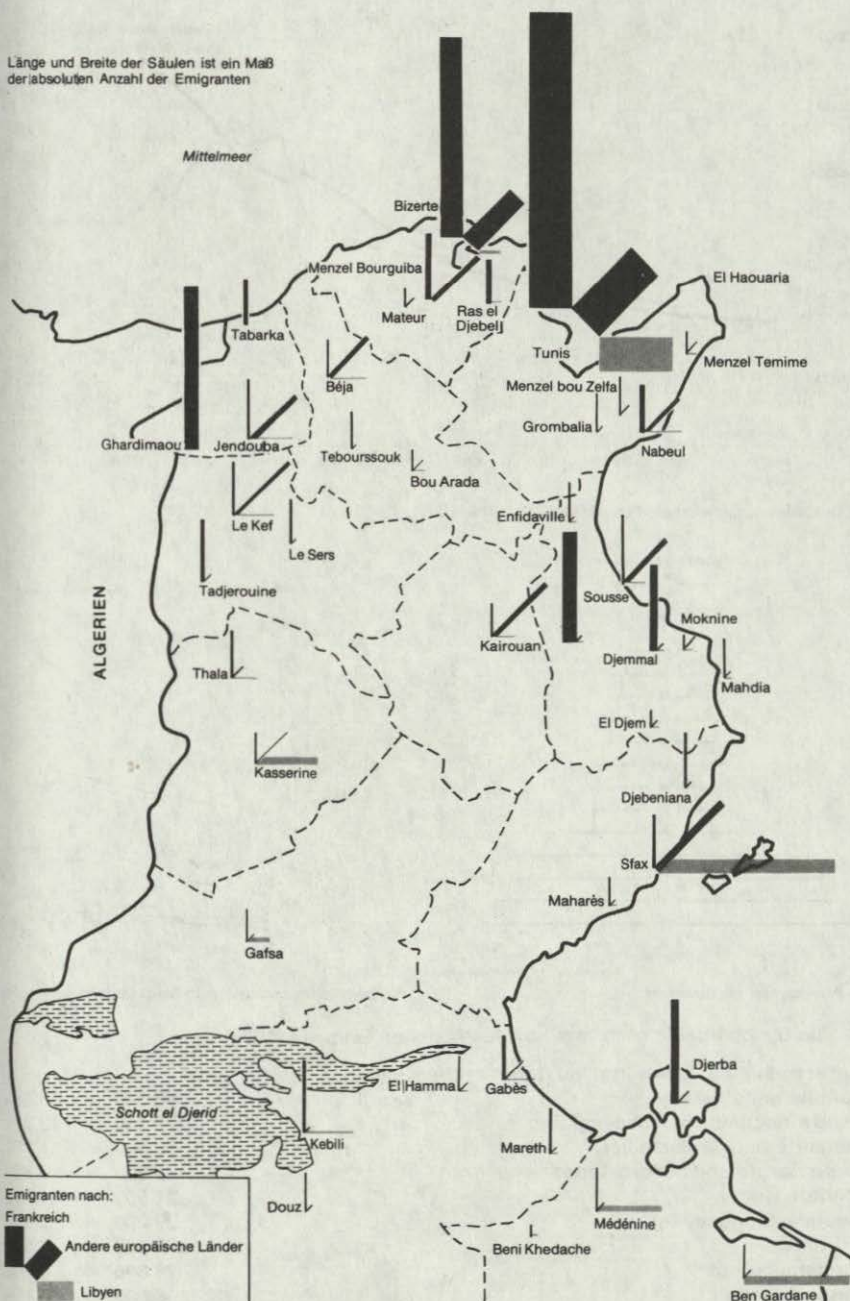 Länge und Breite der Säulen ist ein Maß
der absoluten Anzahl der Emigranten
Mittelmeer
Bizerte
Menzel Bourguiba
El Haouaria
Mateur
Ras el
Djebel
Tabarka
Tunis
Menzel Temime
Béja
Menzel bou Zelfa
Grombalia
Ghardimaou
Jendouba
Tebourssouk
Nabeul
Bou Arada
Enfidaville
Le Kef
Le Sers
Tadjerouine
Sousse
ALGERIEN
Kairouan
Moknine
Djemmal
Thala
Mahdia
El Djem
Kasserine
Djebeniana
Sfax
Maharès
Gafsa
Djerba
El Hamma
Gabès
Schott el Djerid
Kebili
Mareth
Douz
Médénine
Beni Khedache
Ben Gardane
Emigranten nach:
Frankreich
Andere europäische Länder
Libyen